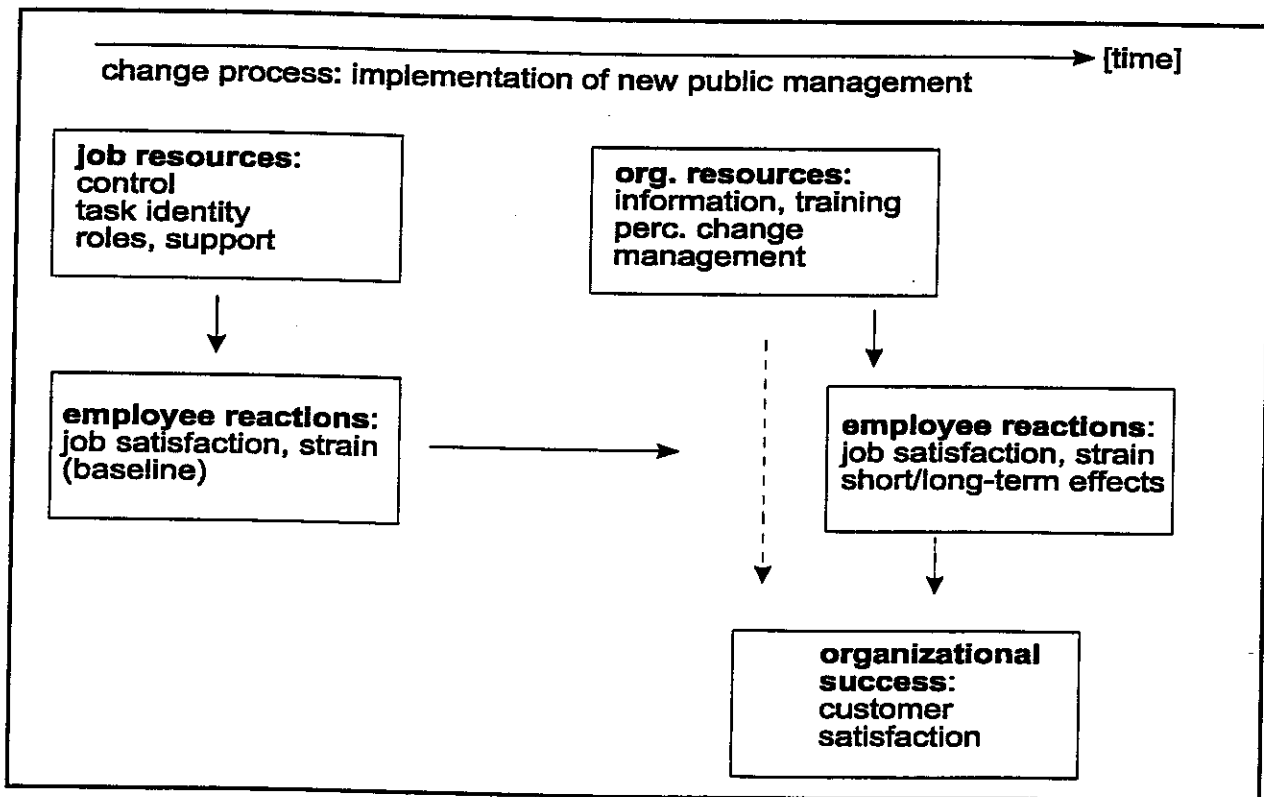 [time]
change process: implementation of new public management
job resources:
control
task identity
roles, support
org. resources:
information, training
perc. change
management
employee reactions:
job satisfaction, strain
(baseline)
employee reactions:
job satisfaction, strain
short/long-term effects
organizational
success:
customer
satisfaction